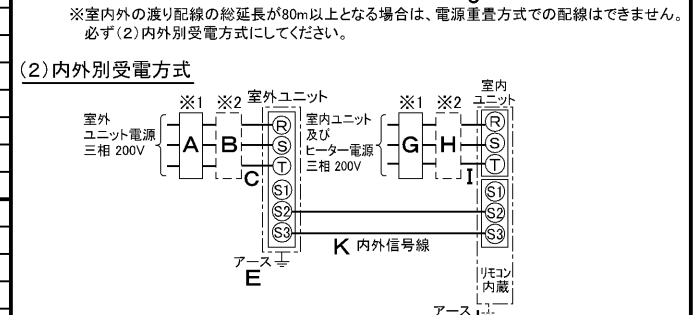 ※室内外の渡り配線の総延長が80m以上となる場合は、電源重畳方式での配線はできません。
必ず(2)内外別受電方式にしてください。
(2)内外別受電方式
※1 ※2 室外ユニット
室外
ユニット電源
三相 200V
A B C
R
S
T
S1
S2
S3
アース
E
※1 ※2 室内
ユニット
室内ユニット
及び
ヒーター電源
三相 200V
G H I
R
S
T
S1
S2
S3
K 内外信号線
リモコン
内蔵
アース